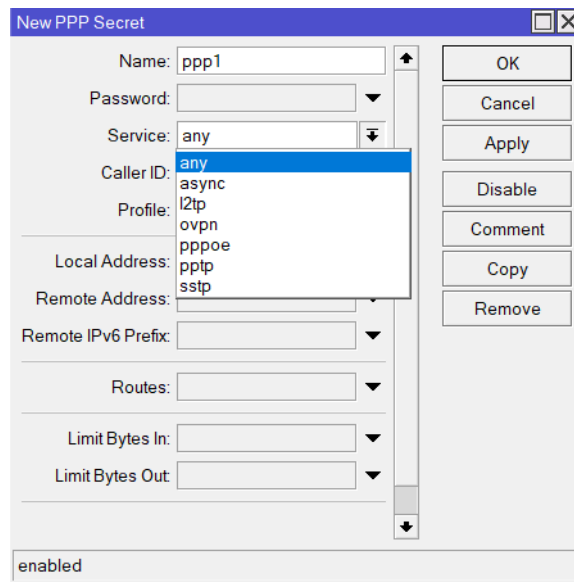 New PPP Secret
Name: ppp1
OK
Password:
Cancel
Service: any
Apply
any
async
l2tp
ovpn
pppoe
pptp
sstp
Caller ID:
Profile:
Disable
Comment
Local Address:
Copy
Remote Address:
Remove
Remote IPv6 Prefix:
Routes:
Limit Bytes In:
Limit Bytes Out:
enabled